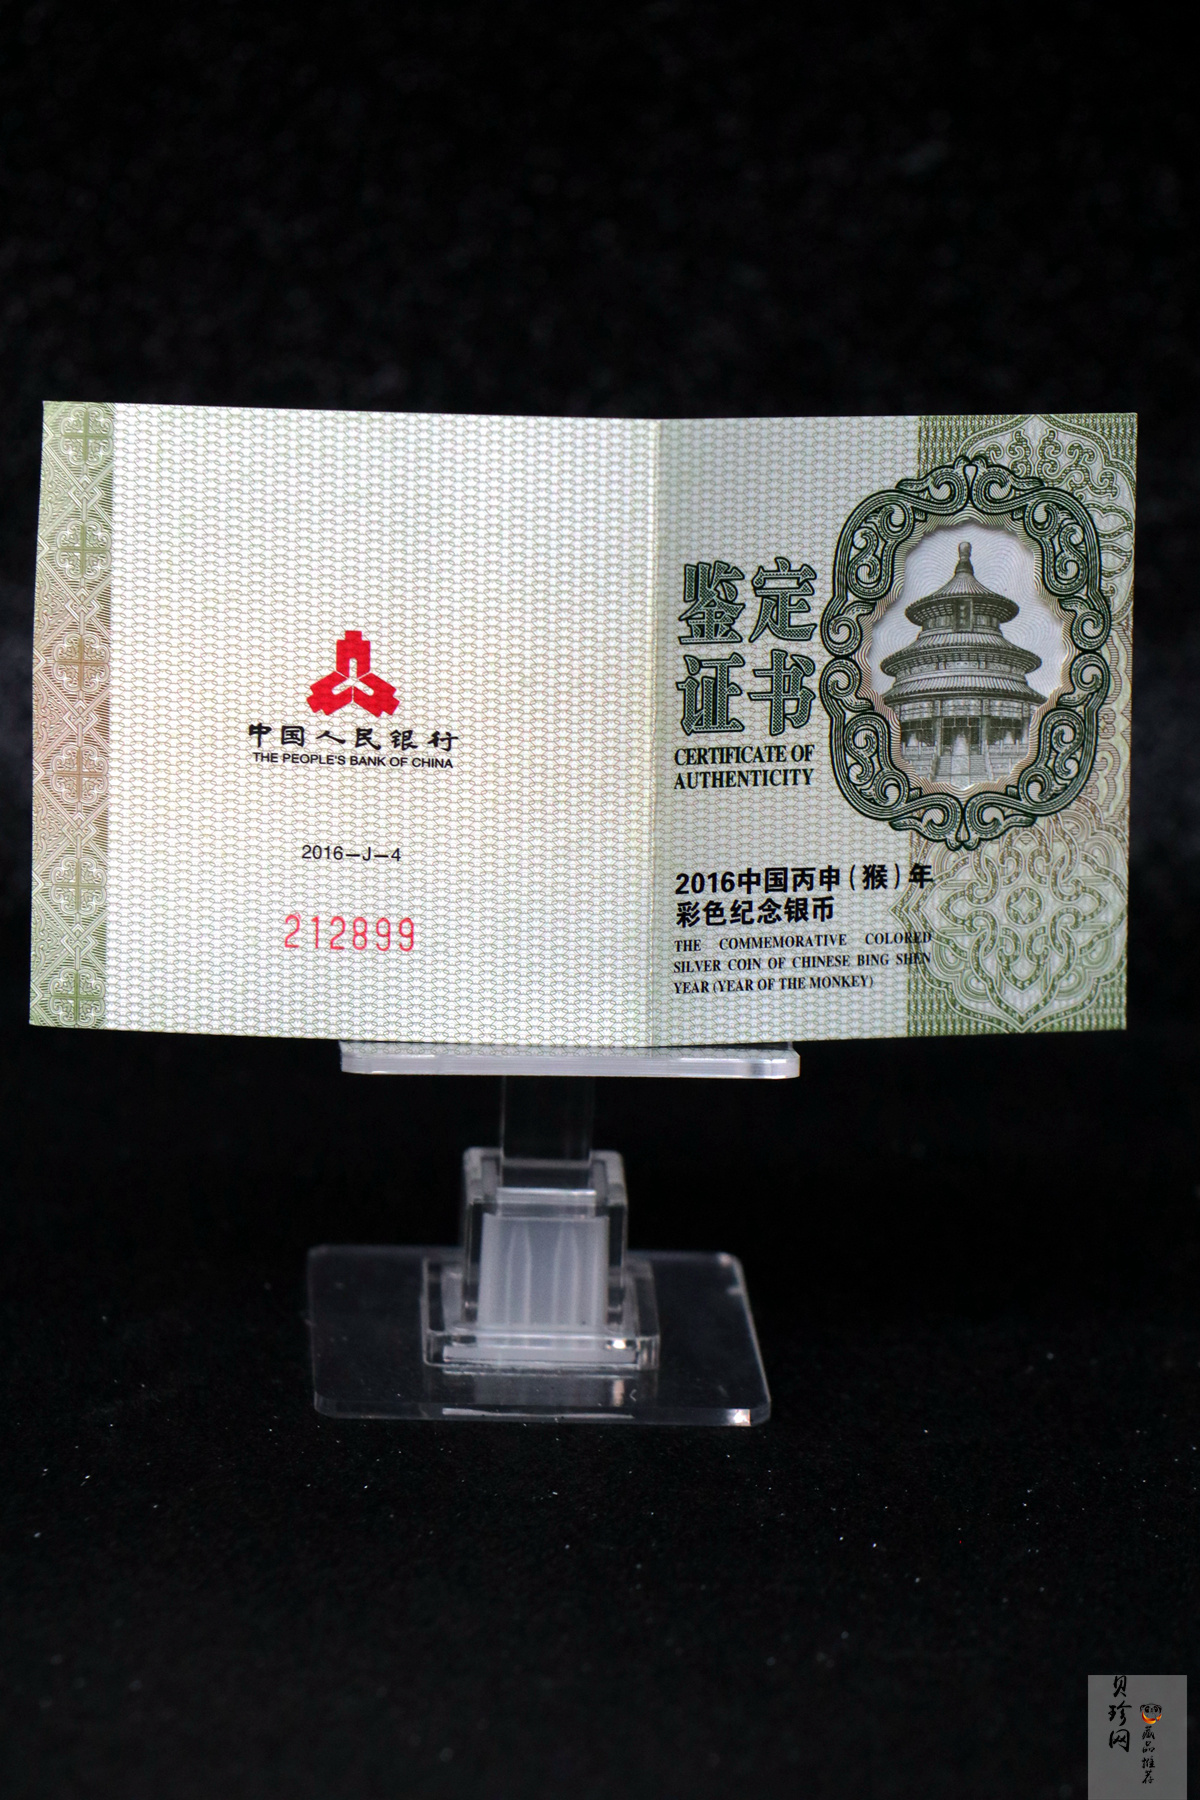 中国人民银行
THE PEOPLE'S BANK OF CHINA
2016—J—4
212899
鉴定
证书
CERTIFICATE OF
AUTHENTICITY
2016中国丙申(猴)年
彩色纪念银币
THE COMMEMORATIVE COLORED
SILVER COIN OF CHINESE BING SHEN
YEAR (YEAR OF THE MONKEY)
贝珍网
藏品推荐